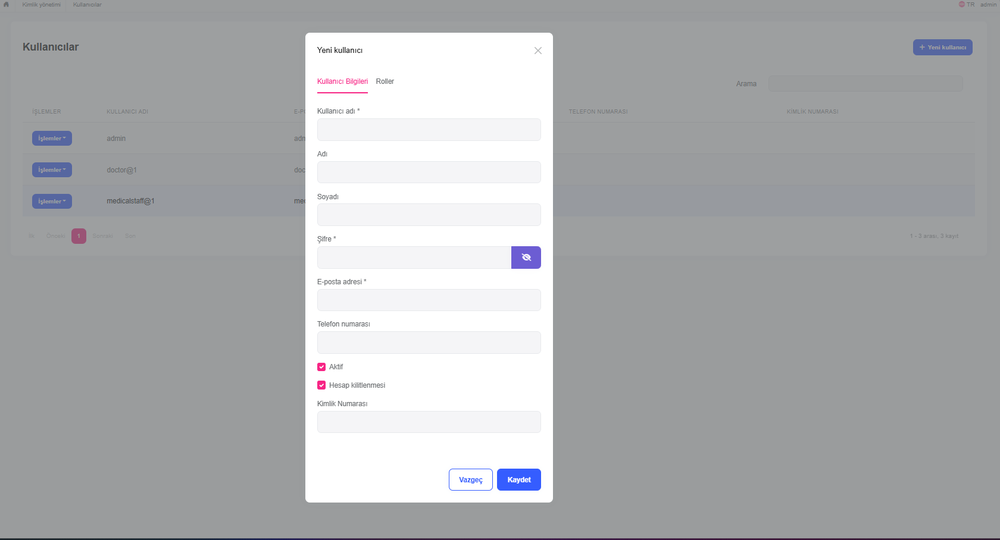 Kimlik yönetimi Kullanıcılar TR admin
Kullanıcılar
+ Yeni kullanıcı
Arama
İŞLEMLER KULLANICI ADI E-PO TELEFON NUMARASI KİMLİK NUMARASI
İşlemler admin adn
İşlemler doctor@1 doc
İşlemler medicalstaff@1 med
İlk Önceki 1 Sonraki Son 1 - 3 arası, 3 kayıt
Yeni kullanıcı
Kullanıcı Bilgileri Roller
Kullanıcı adı *
Adı
Soyadı
Şifre *
E-posta adresi *
Telefon numarası
Aktif
Hesap kilitlenmesi
Kimlik Numarası
Vazgeç Kaydet